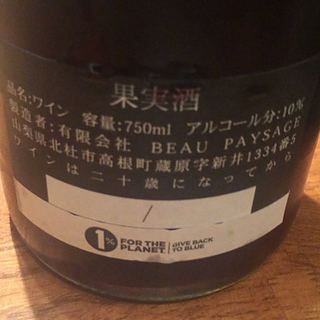 果実酒
品名:ワイン 容量:750ml アルコール分:10%
製造者:有限会社 BEAU PAYSAGE
山梨県北杜市高根町蔵原字新井1334番5
ワインは二十歳になってから
/
1% FOR THE PLANET. GIVE BACK TO BLUE